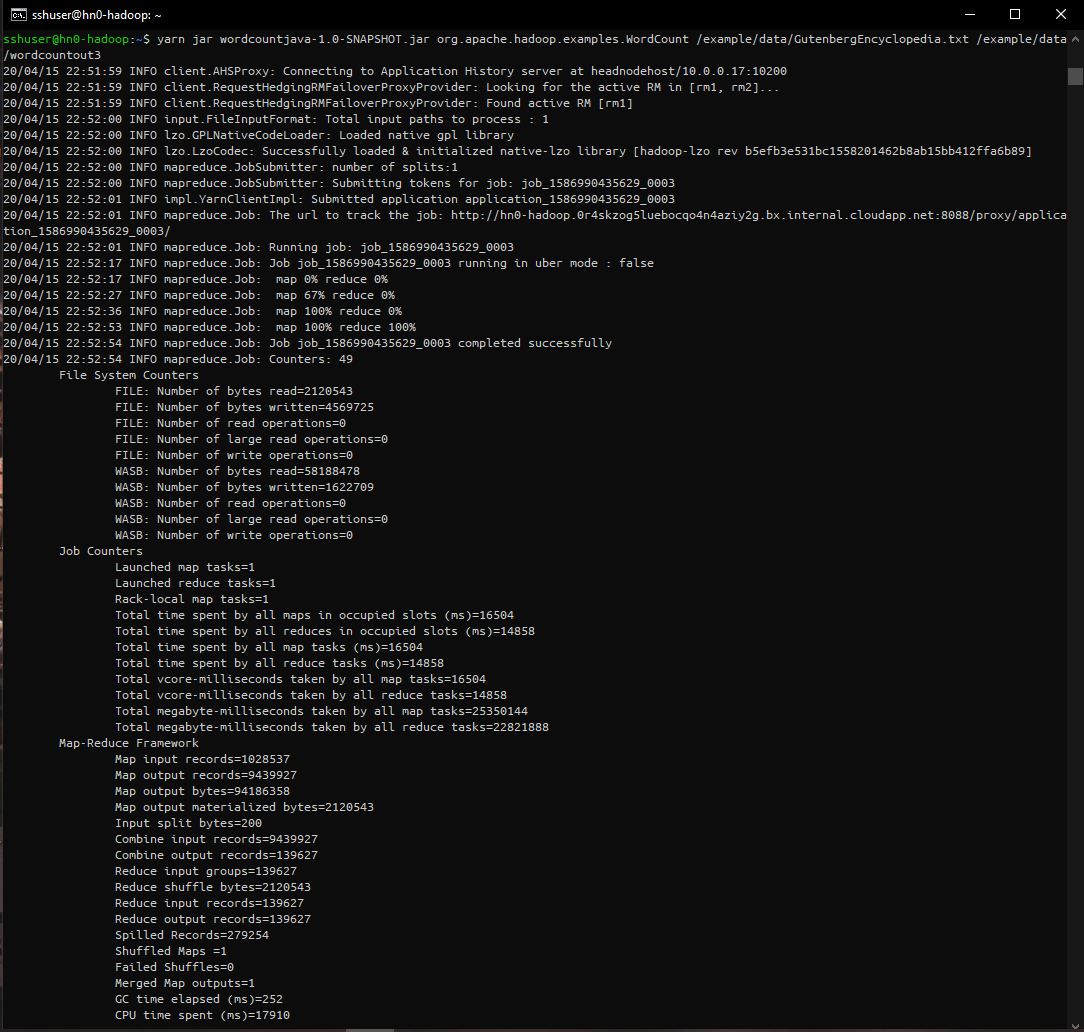 sshuser@hn0-hadoop: ~
sshuser@hn0-hadoop:~$ yarn jar wordcountjava-1.0-SNAPSHOT.jar org.apache.hadoop.examples.WordCount /example/data/GutenbergEncyclopedia.txt /example/data
/wordcountout3
20/04/15 22:51:59 INFO client.AHSProxy: Connecting to Application History server at headnodehost/10.0.0.17:10200
20/04/15 22:51:59 INFO client.RequestHedgingRMFailoverProxyProvider: Looking for the active RM in [rm1, rm2]...
20/04/15 22:51:59 INFO client.RequestHedgingRMFailoverProxyProvider: Found active RM [rm1]
20/04/15 22:52:00 INFO input.FileInputFormat: Total input paths to process : 1
20/04/15 22:52:00 INFO lzo.GPLNativeCodeLoader: Loaded native gpl library
20/04/15 22:52:00 INFO lzo.LzoCodec: Successfully loaded & initialized native-lzo library [hadoop-lzo rev b5efb3e531bc1558201462b8ab15bb412ffa6b89]
20/04/15 22:52:00 INFO mapreduce.JobSubmitter: number of splits:1
20/04/15 22:52:00 INFO mapreduce.JobSubmitter: Submitting tokens for job: job_1586990435629_0003
20/04/15 22:52:01 INFO impl.YarnClientImpl: Submitted application application_1586990435629_0003
20/04/15 22:52:01 INFO mapreduce.Job: The url to track the job: http://hn0-hadoop.0r4skzog5luebocqo4n4aziy2g.bx.internal.cloudapp.net:8088/proxy/applica
tion_1586990435629_0003/
20/04/15 22:52:01 INFO mapreduce.Job: Running job: job_1586990435629_0003
20/04/15 22:52:17 INFO mapreduce.Job: Job job_1586990435629_0003 running in uber mode : false
20/04/15 22:52:17 INFO mapreduce.Job:  map 0% reduce 0%
20/04/15 22:52:27 INFO mapreduce.Job:  map 67% reduce 0%
20/04/15 22:52:36 INFO mapreduce.Job:  map 100% reduce 0%
20/04/15 22:52:53 INFO mapreduce.Job:  map 100% reduce 100%
20/04/15 22:52:54 INFO mapreduce.Job: Job job_1586990435629_0003 completed successfully
20/04/15 22:52:54 INFO mapreduce.Job: Counters: 49
File System Counters
FILE: Number of bytes read=2120543
FILE: Number of bytes written=4569725
FILE: Number of read operations=0
FILE: Number of large read operations=0
FILE: Number of write operations=0
WASB: Number of bytes read=58188478
WASB: Number of bytes written=1622709
WASB: Number of read operations=0
WASB: Number of large read operations=0
WASB: Number of write operations=0
Job Counters
Launched map tasks=1
Launched reduce tasks=1
Rack-local map tasks=1
Total time spent by all maps in occupied slots (ms)=16504
Total time spent by all reduces in occupied slots (ms)=14858
Total time spent by all map tasks (ms)=16504
Total time spent by all reduce tasks (ms)=14858
Total vcore-milliseconds taken by all map tasks=16504
Total vcore-milliseconds taken by all reduce tasks=14858
Total megabyte-milliseconds taken by all map tasks=25350144
Total megabyte-milliseconds taken by all reduce tasks=22821888
Map-Reduce Framework
Map input records=1028537
Map output records=9439927
Map output bytes=94186358
Map output materialized bytes=2120543
Input split bytes=200
Combine input records=9439927
Combine output records=139627
Reduce input groups=139627
Reduce shuffle bytes=2120543
Reduce input records=139627
Reduce output records=139627
Spilled Records=279254
Shuffled Maps =1
Failed Shuffles=0
Merged Map outputs=1
GC time elapsed (ms)=252
CPU time spent (ms)=17910